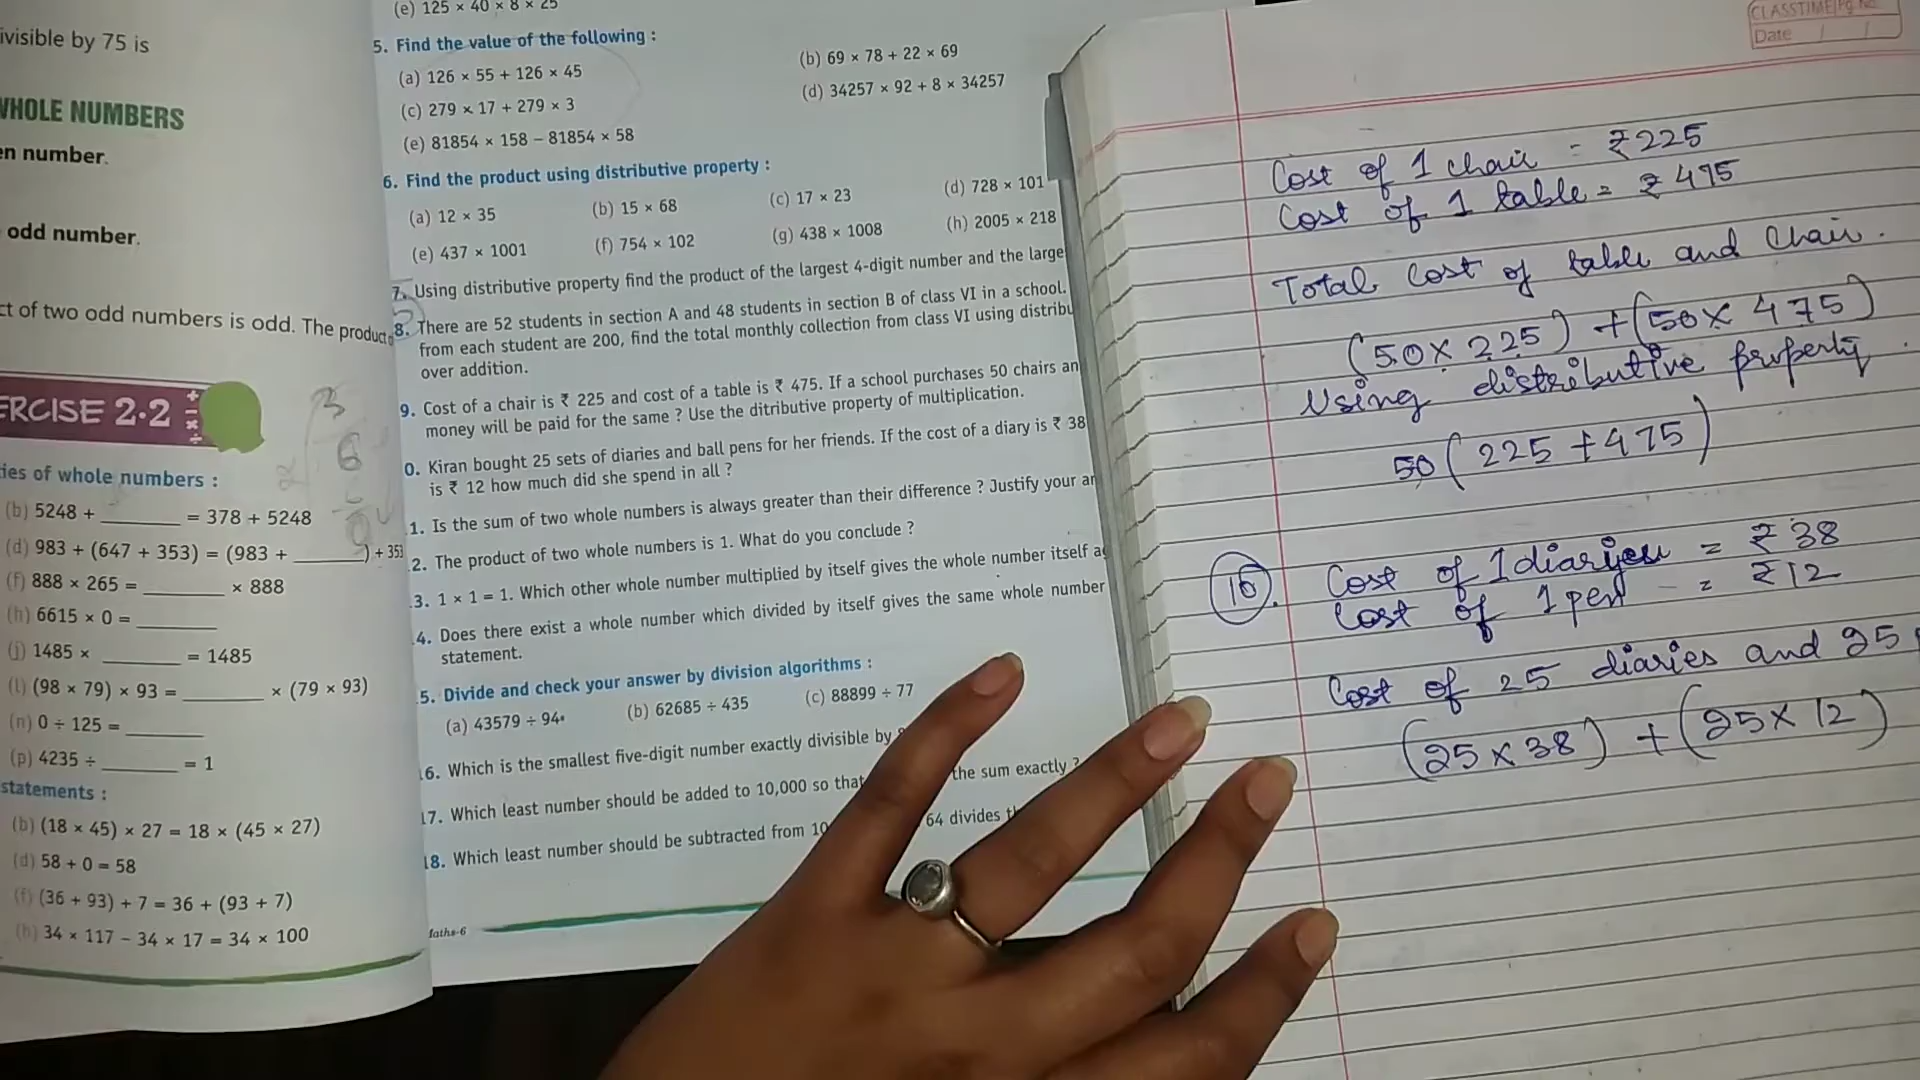 ivisible by 75 is
WHOLE NUMBERS
en number.
odd number.
ct of two odd numbers is odd. The product
ERCISE 2·2
ies of whole numbers :
(b) 5248 + ______ = 378 + 5248
(d) 983 + (647 + 353) = (983 + ______) + 353
(f) 888 × 265 = ______ × 888
(h) 6615 × 0 = ______
(j) 1485 × ______ = 1485
(l) (98 × 79) × 93 = ______ × (79 × 93)
(n) 0 ÷ 125 = ______
(p) 4235 ÷ ______ = 1
statements :
(b) (18 × 45) × 27 = 18 × (45 × 27)
(d) 58 + 0 = 58
(f) (36 + 93) + 7 = 36 + (93 + 7)
(h) 34 × 117 – 34 × 17 = 34 × 100
(e) 125 × 40 × 8 × 25
5. Find the value of the following :
(a) 126 × 55 + 126 × 45 (b) 69 × 78 + 22 × 69
(c) 279 × 17 + 279 × 3 (d) 34257 × 92 + 8 × 34257
(e) 81854 × 158 – 81854 × 58
6. Find the product using distributive property :
(a) 12 × 35 (b) 15 × 68 (c) 17 × 23 (d) 728 × 101
(e) 437 × 1001 (f) 754 × 102 (g) 438 × 1008 (h) 2005 × 218
7. Using distributive property find the product of the largest 4-digit number and the large
8. There are 52 students in section A and 48 students in section B of class VI in a school.
from each student are 200, find the total monthly collection from class VI using distribu
over addition.
9. Cost of a chair is ₹ 225 and cost of a table is ₹ 475. If a school purchases 50 chairs an
money will be paid for the same ? Use the ditributive property of multiplication.
0. Kiran bought 25 sets of diaries and ball pens for her friends. If the cost of a diary is ₹ 38
is ₹ 12 how much did she spend in all ?
1. Is the sum of two whole numbers is always greater than their difference ? Justify your an
2. The product of two whole numbers is 1. What do you conclude ?
3. 1 × 1 = 1. Which other whole number multiplied by itself gives the whole number itself a
4. Does there exist a whole number which divided by itself gives the same whole number
statement.
5. Divide and check your answer by division algorithms :
(a) 43579 ÷ 94 (b) 62685 ÷ 435 (c) 88899 ÷ 77
16. Which is the smallest five-digit number exactly divisible by
17. Which least number should be added to 10,000 so that the sum exactly ?
18. Which least number should be subtracted from 10 64 divides t
Maths-6
CLASSTIME Pg No
Date / /
Cost of 1 chair = ₹225
Cost of 1 table = ₹475
Total cost of table and Chair.
(50×225) + (50×475)
Using distributive property.
50(225+475)
10. Cost of 1 = ₹38
Cost of 1 pen = ₹12
Cost of 25 diaries and 25
(25×38) + (25×12)